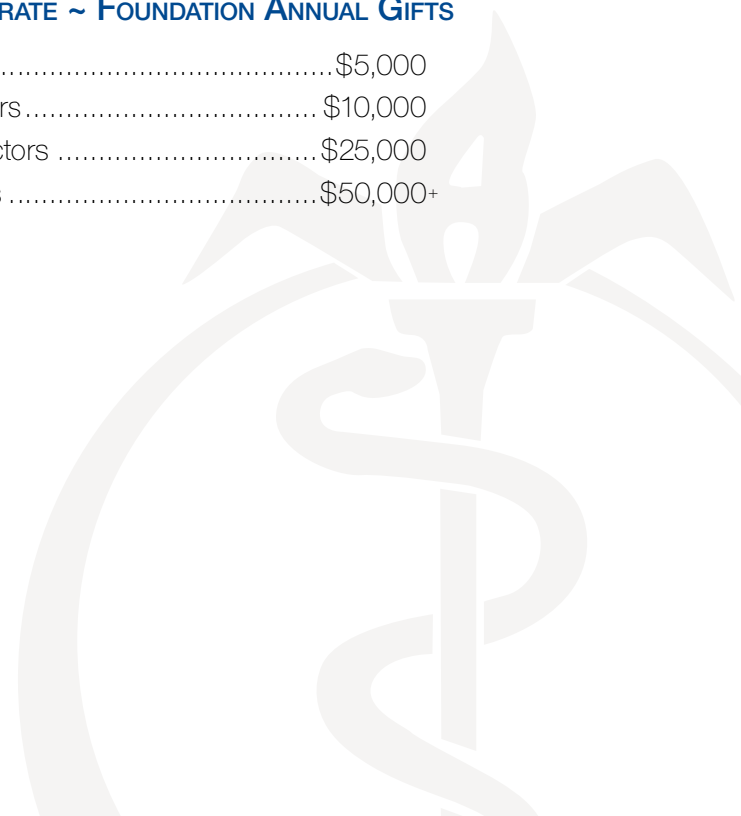 RATE ~ FOUNDATION ANNUAL GIFTS
.......................................$5,000
rs.................................... $10,000
ctors ................................$25,000
s ......................................$50,000+